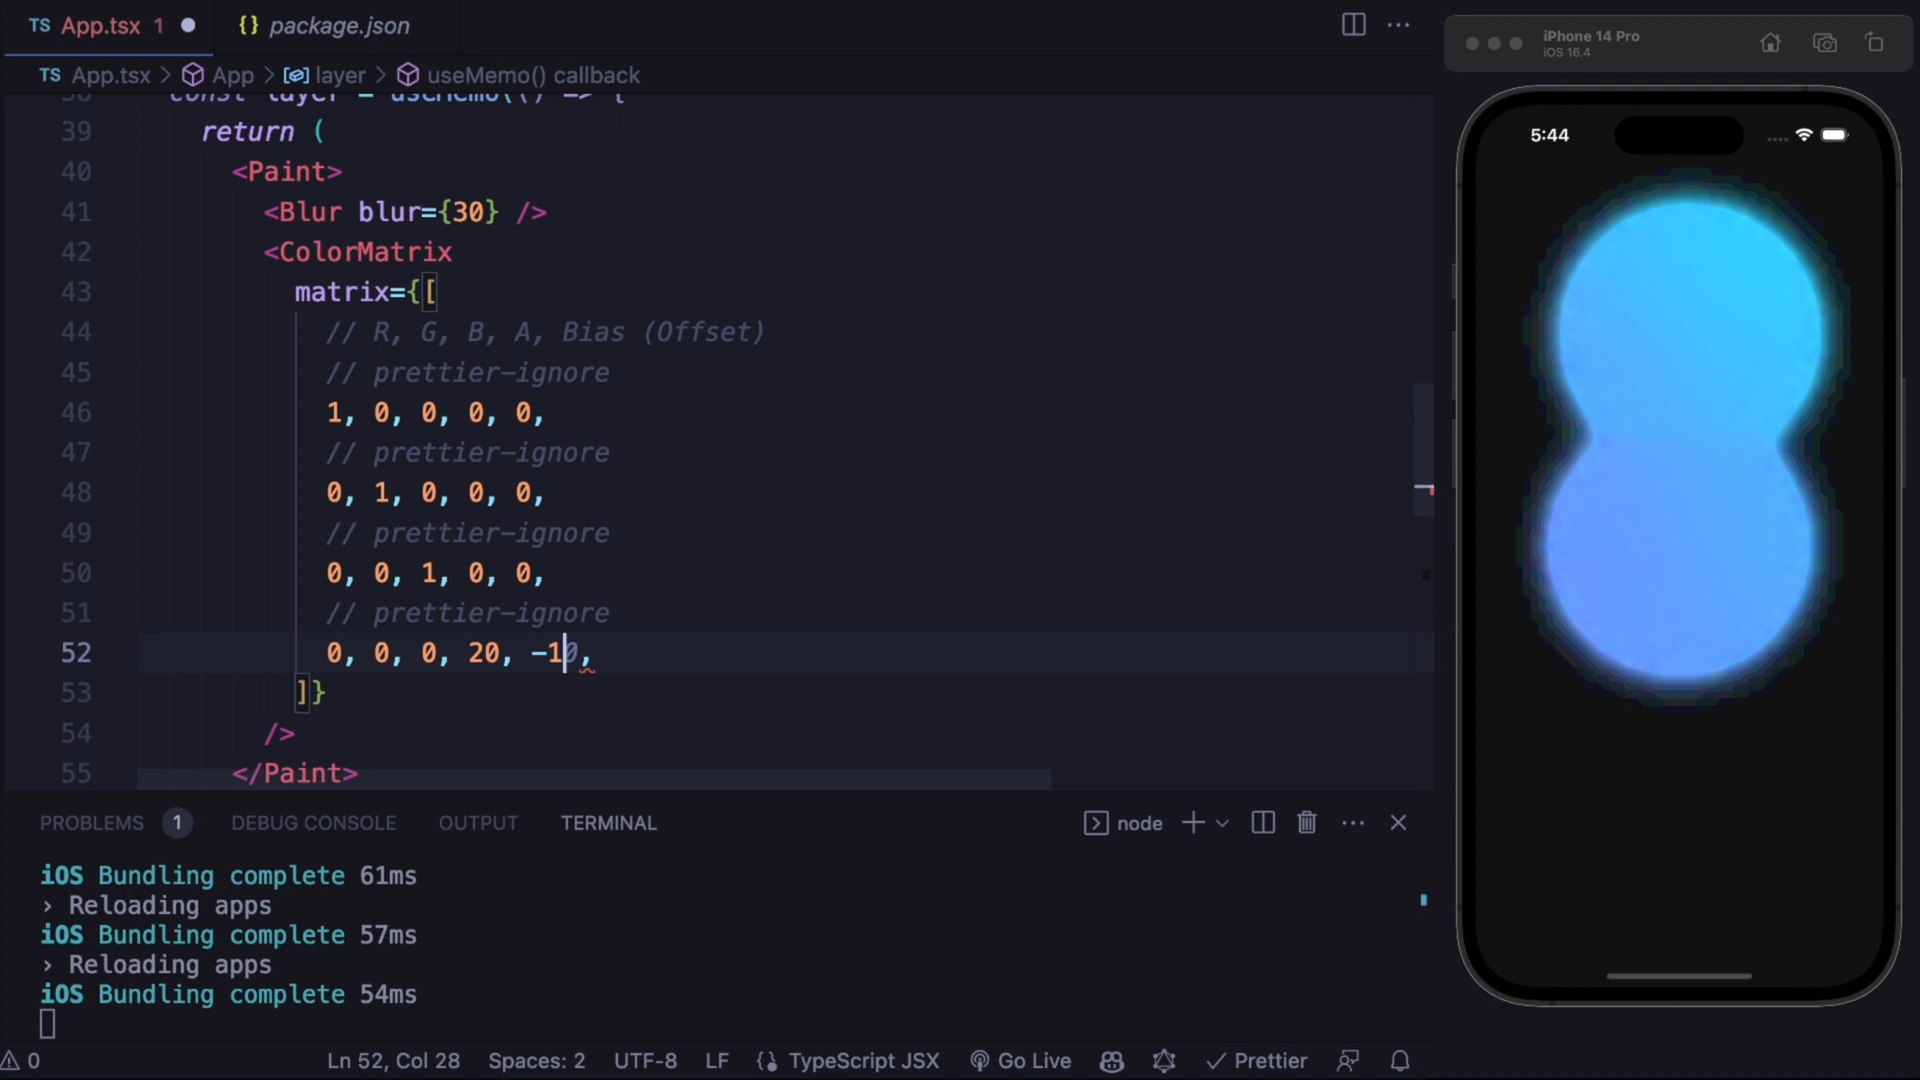 TS App.tsx 1
{} package.json
TS App.tsx > App > layer > useMemo() callback
38 const layer = useMemo(() => {
39 return (
40 <Paint>
41 <Blur blur={30} />
42 <ColorMatrix
43 matrix={[
44 // R, G, B, A, Bias (Offset)
45 // prettier-ignore
46 1, 0, 0, 0, 0,
47 // prettier-ignore
48 0, 1, 0, 0, 0,
49 // prettier-ignore
50 0, 0, 1, 0, 0,
51 // prettier-ignore
52 0, 0, 0, 20, -10,
53 ]}
54 />
55 </Paint>
PROBLEMS 1 DEBUG CONSOLE OUTPUT TERMINAL
node
iOS Bundling complete 61ms
› Reloading apps
iOS Bundling complete 57ms
› Reloading apps
iOS Bundling complete 54ms
0 Ln 52, Col 28 Spaces: 2 UTF-8 LF {} TypeScript JSX Go Live Prettier
iPhone 14 Pro
iOS 16.4
5:44